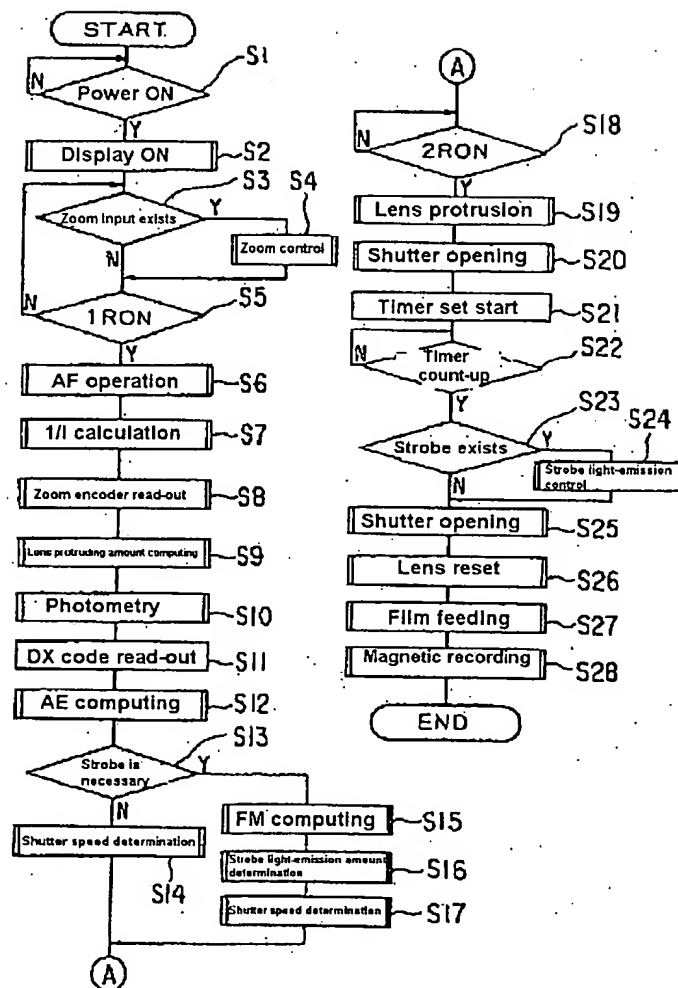 START
S1
N
Power ON
Y
Display ON
S2
S3
Zoom input exists
Y
S4
Zoom control
N
S5
N
1RON
Y
AF operation
S6
1/l calculation
S7
Zoom encoder read-out
S8
Lens protruding amount computing
S9
Photometry
S10
DX code read-out
S11
AE computing
S12
S13
Strobe is
necessary
Y
N
Shutter speed determination
S14
FM computing
S15
Strobe light-emission amount
determination
S16
Shutter speed determination
S17
A
A
S18
N
2RON
Y
Lens protrusion
S19
Shutter opening
S20
Timer set start
S21
N
Timer
count-up
S22
Y
S23
Strobe exists
Y
S24
Strobe light-emission
control
N
Shutter opening
S25
Lens reset
S26
Film feeding
S27
Magnetic recording
S28
END